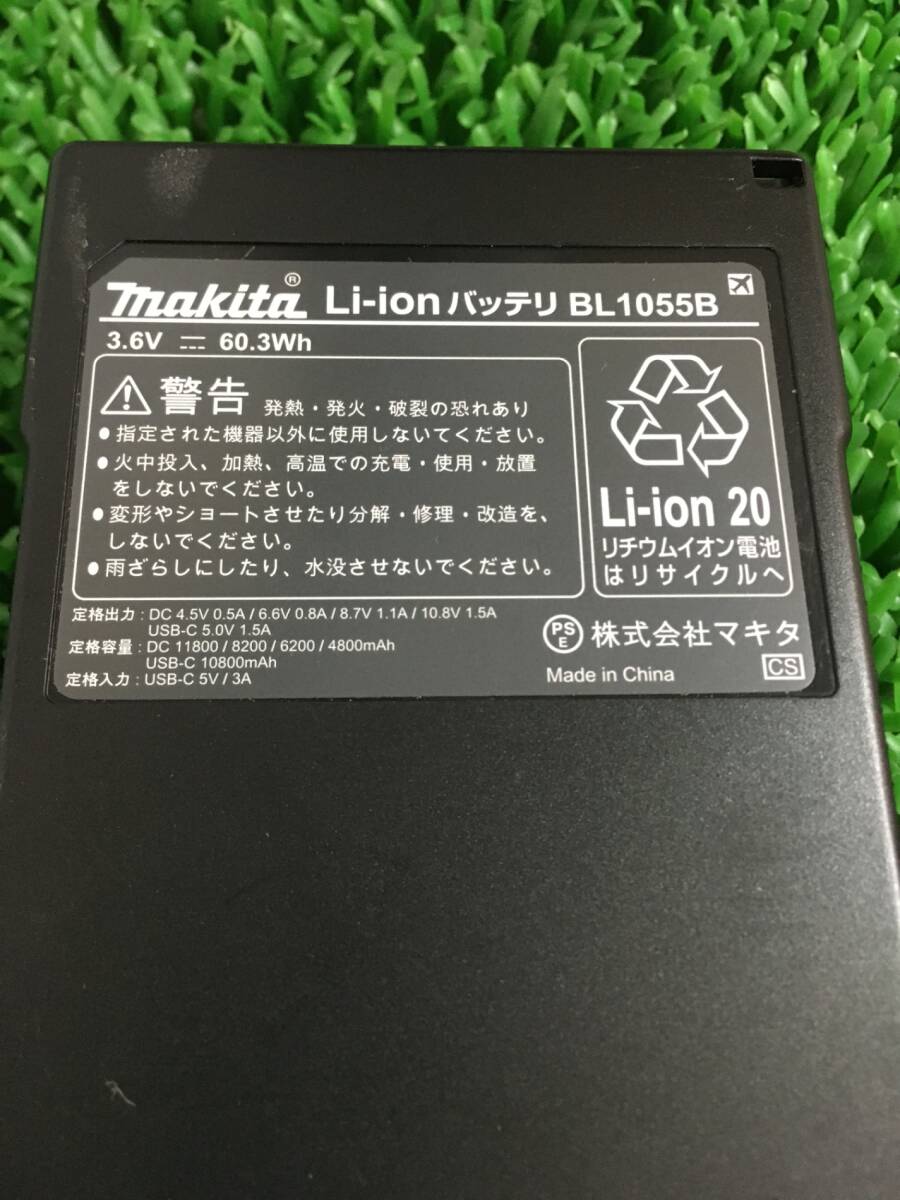 makita® Li-ion バッテリ BL1055B
3.6V ⎓ 60.3Wh
警告 発熱・発火・破裂の恐れあり
●指定された機器以外に使用しないてください。
●火中投入、加熱、高温での充電・使用・放置
をしないでください。
●変形やショートさせたり分解・修理・改造を、
しないでください。
●雨ざらしにしたり、水没させないでください。
Li-ion 20
リチウムイオン電池
はリサイクルへ
定格出力 : DC 4.5V 0.5A / 6.6V 0.8A / 8.7V 1.1A / 10.8V 1.5A
USB-C 5.0V 1.5A
定格容量 : DC 11800 / 8200 / 6200 / 4800mAh
USB-C 10800mAh
定格入力 : USB-C 5V / 3A
PS
E
株式会社マキタ
Made in China
CS